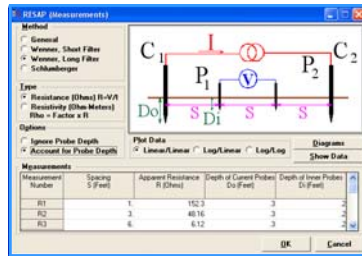 RESAP (Measurements)
Method
General
Wenner, Short Filter
Wenner, Long Filter
Schlumberger
Type
Resistance (Ohms) R=V/I
Resistivity (Ohm-Meters)
Rho = Factor x R
Options
Ignore Probe Depth
Account for Probe Depth
C1
I
C2
P1
V
P2
Do
Di
S
S
S
Plot Data
Linear/Linear
Log/Linear
Log/Log
Diagrams
Show Data
Measurements
Measurement Number
Spacing S (Feet)
Apparent Resistance R (Ohms)
Depth of Current Probes Do (Feet)
Depth of Inner Probes Di (Feet)
R1 1. 152.3 .3 .2
R2 3. 48.16 .3 .2
R3 6. 6.12 .3 .2
OK
Cancel